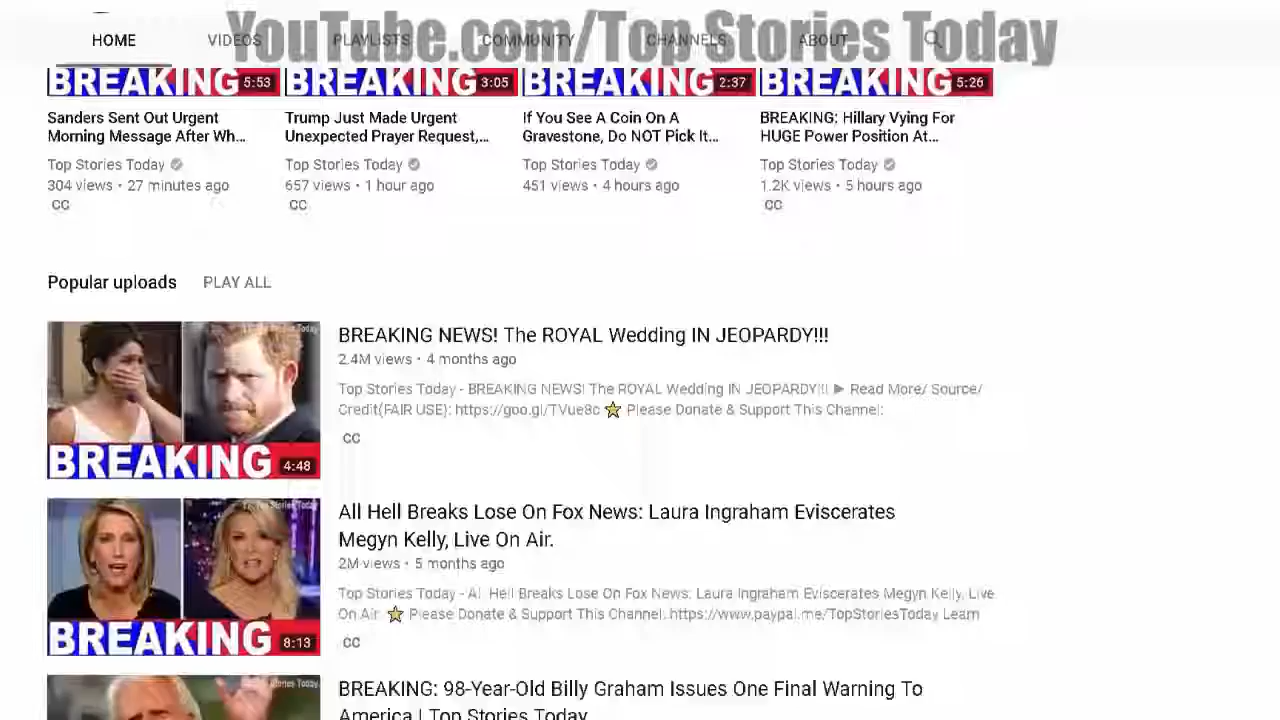 YouTube.com/Top Stories Today
HOME VIDEOS PLAYLISTS COMMUNITY CHANNELS ABOUT
BREAKING 5:53 BREAKING 3:05 BREAKING 2:37 BREAKING 5:26
Sanders Sent Out Urgent
Morning Message After Wh...
Top Stories Today
304 views • 27 minutes ago
CC
Trump Just Made Urgent
Unexpected Prayer Request,...
Top Stories Today
657 views • 1 hour ago
CC
If You See A Coin On A
Gravestone, Do NOT Pick It...
Top Stories Today
451 views • 4 hours ago
BREAKING: Hillary Vying For
HUGE Power Position At...
Top Stories Today
1.2K views • 5 hours ago
CC
Popular uploads PLAY ALL
BREAKING 4:48
BREAKING NEWS! The ROYAL Wedding IN JEOPARDY!!!
2.4M views • 4 months ago
Top Stories Today - BREAKING NEWS! The ROYAL Wedding IN JEOPARDY!!! ► Read More/ Source/
Credit(FAIR USE): https://goo.gl/TVue8c ⭐ Please Donate & Support This Channel:
CC
BREAKING 8:13
All Hell Breaks Lose On Fox News: Laura Ingraham Eviscerates
Megyn Kelly, Live On Air.
2M views • 5 months ago
Top Stories Today - All Hell Breaks Lose On Fox News: Laura Ingraham Eviscerates Megyn Kelly, Live
On Air. ⭐ Please Donate & Support This Channel: https://www.paypal.me/TopStoriesToday Learn
CC
BREAKING: 98-Year-Old Billy Graham Issues One Final Warning To
America | Top Stories Today